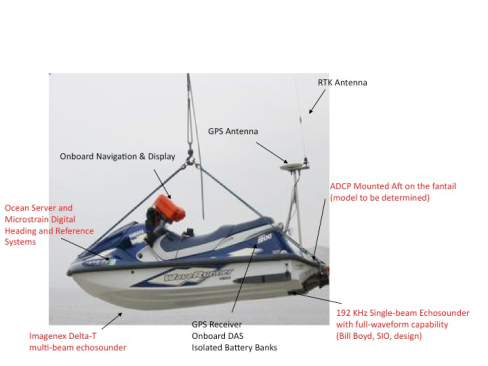 RTK Antenna
GPS Antenna
Onboard Navigation & Display
ADCP Mounted Aft on the fantail
(model to be determined)
Ocean Server and
Microstrain Digital
Heading and Reference
Systems
WaveRunner
192 KHz Single-beam Echosounder
with full-waveform capability
(Bill Boyd, SIO, design)
GPS Receiver
Onboard DAS
Isolated Battery Banks
Imagenex Delta-T
multi-beam echosounder